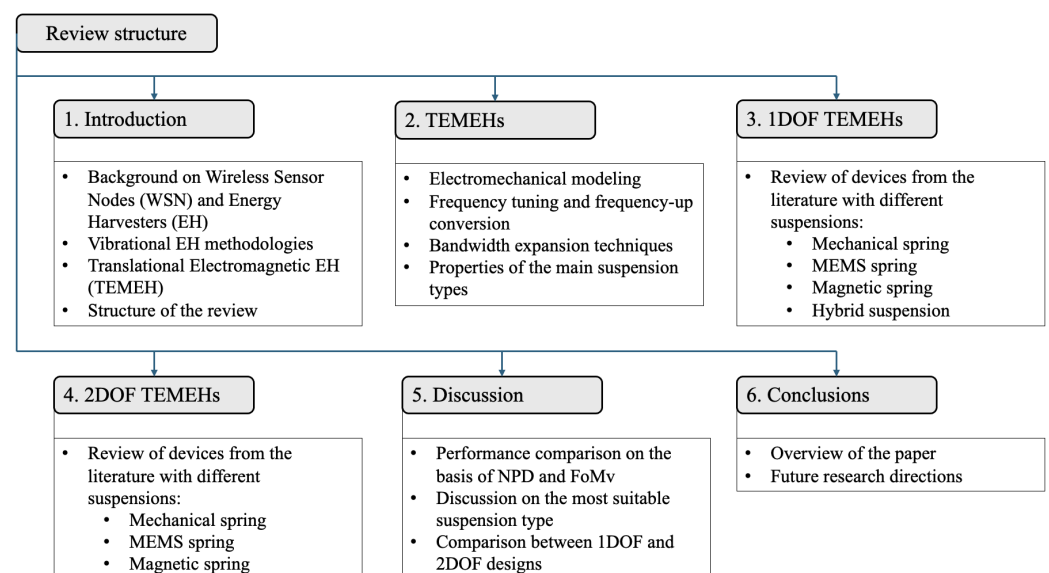 Review structure
1. Introduction
• Background on Wireless Sensor
Nodes (WSN) and Energy
Harvesters (EH)
• Vibrational EH methodologies
• Translational Electromagnetic EH
(TEMEH)
• Structure of the review
2. TEMEHs
• Electromechanical modeling
• Frequency tuning and frequency-up
conversion
• Bandwidth expansion techniques
• Properties of the main suspension
types
3. 1DOF TEMEHs
• Review of devices from the
literature with different
suspensions:
• Mechanical spring
• MEMS spring
• Magnetic spring
• Hybrid suspension
4. 2DOF TEMEHs
• Review of devices from the
literature with different
suspensions:
• Mechanical spring
• MEMS spring
• Magnetic spring
5. Discussion
• Performance comparison on the
basis of NPD and FoMv
• Discussion on the most suitable
suspension type
• Comparison between 1DOF and
2DOF designs
6. Conclusions
• Overview of the paper
• Future research directions